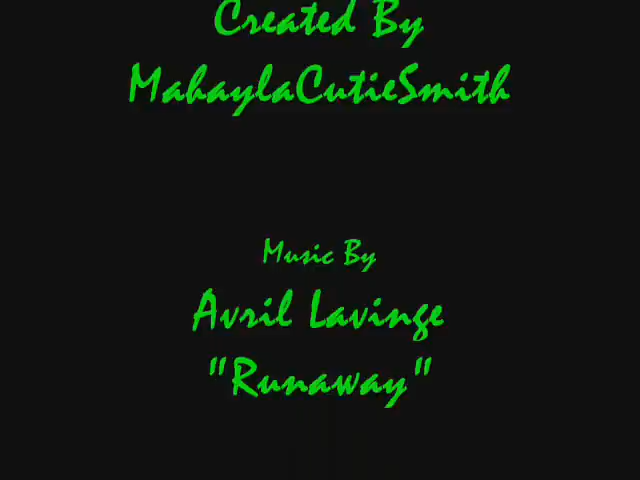 Created By
MahaylaCutieSmith
Music By
Avril Lavinge
"Runaway"